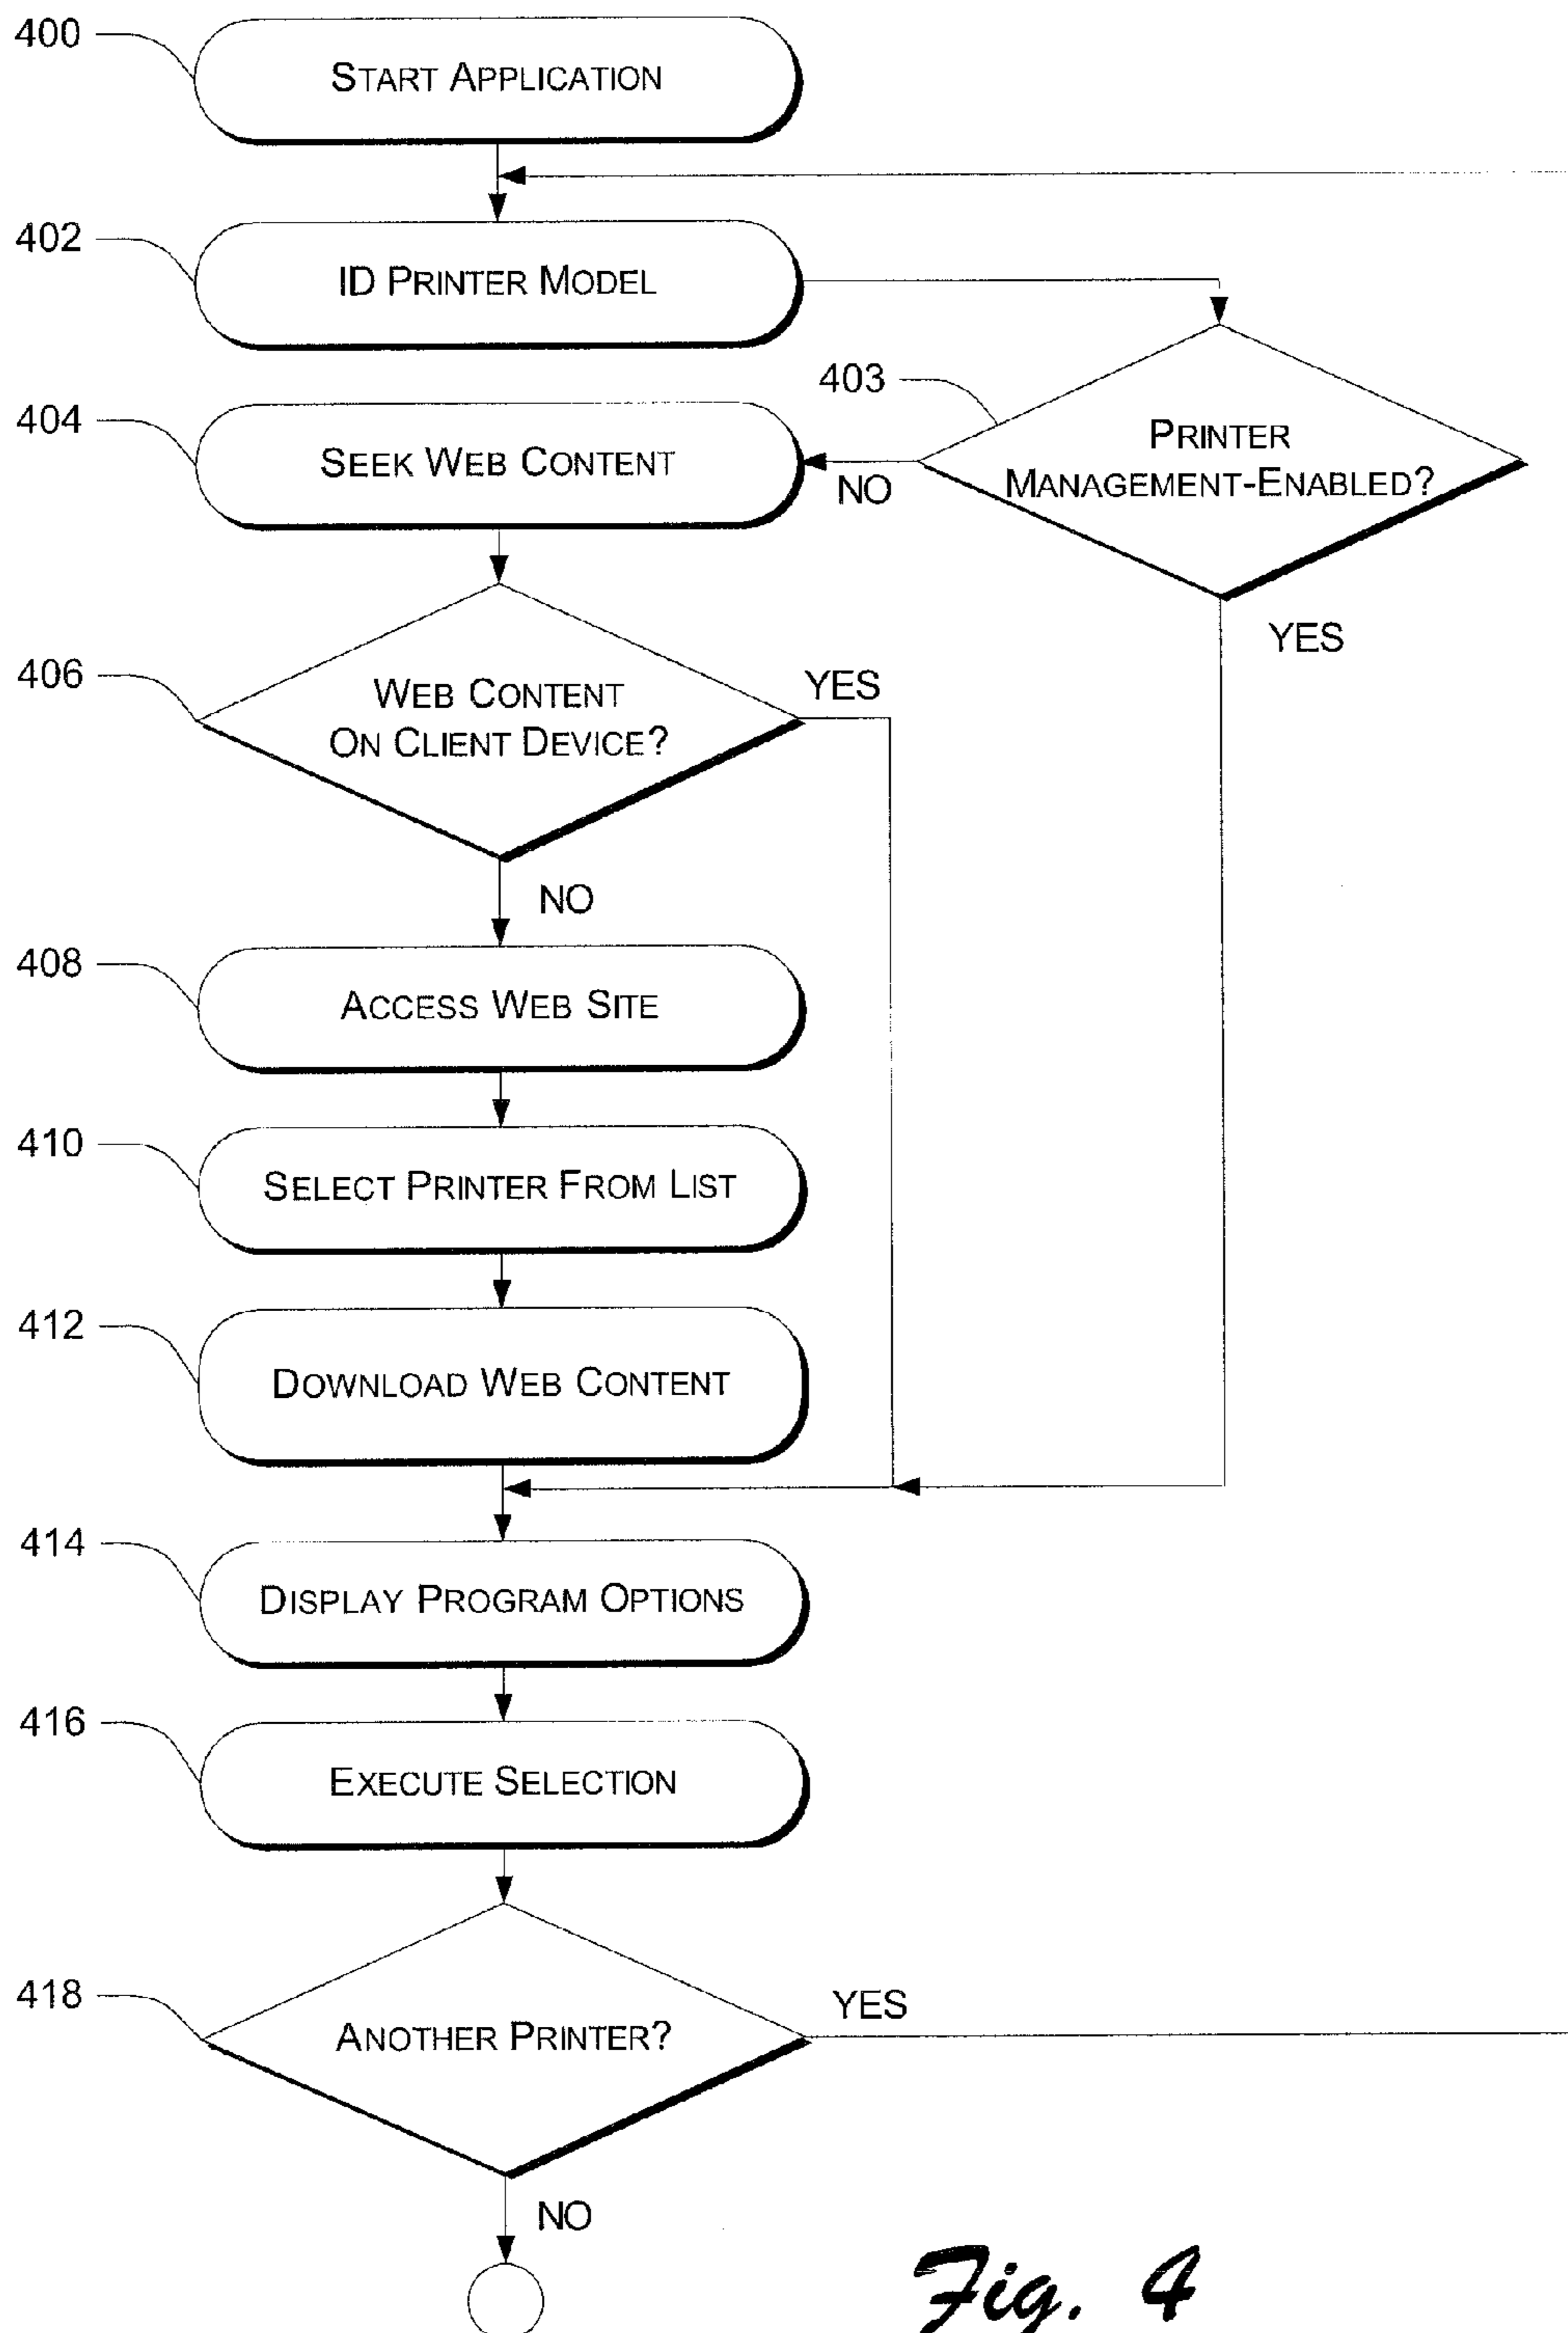 400
START APPLICATION
402
ID PRINTER MODEL
403
PRINTER
MANAGEMENT-ENABLED?
404
SEEK WEB CONTENT
NO
YES
406
WEB CONTENT
ON CLIENT DEVICE?
YES
NO
408
ACCESS WEB SITE
410
SELECT PRINTER FROM LIST
412
DOWNLOAD WEB CONTENT
414
DISPLAY PROGRAM OPTIONS
416
EXECUTE SELECTION
418
ANOTHER PRINTER?
YES
NO
Fig. 4